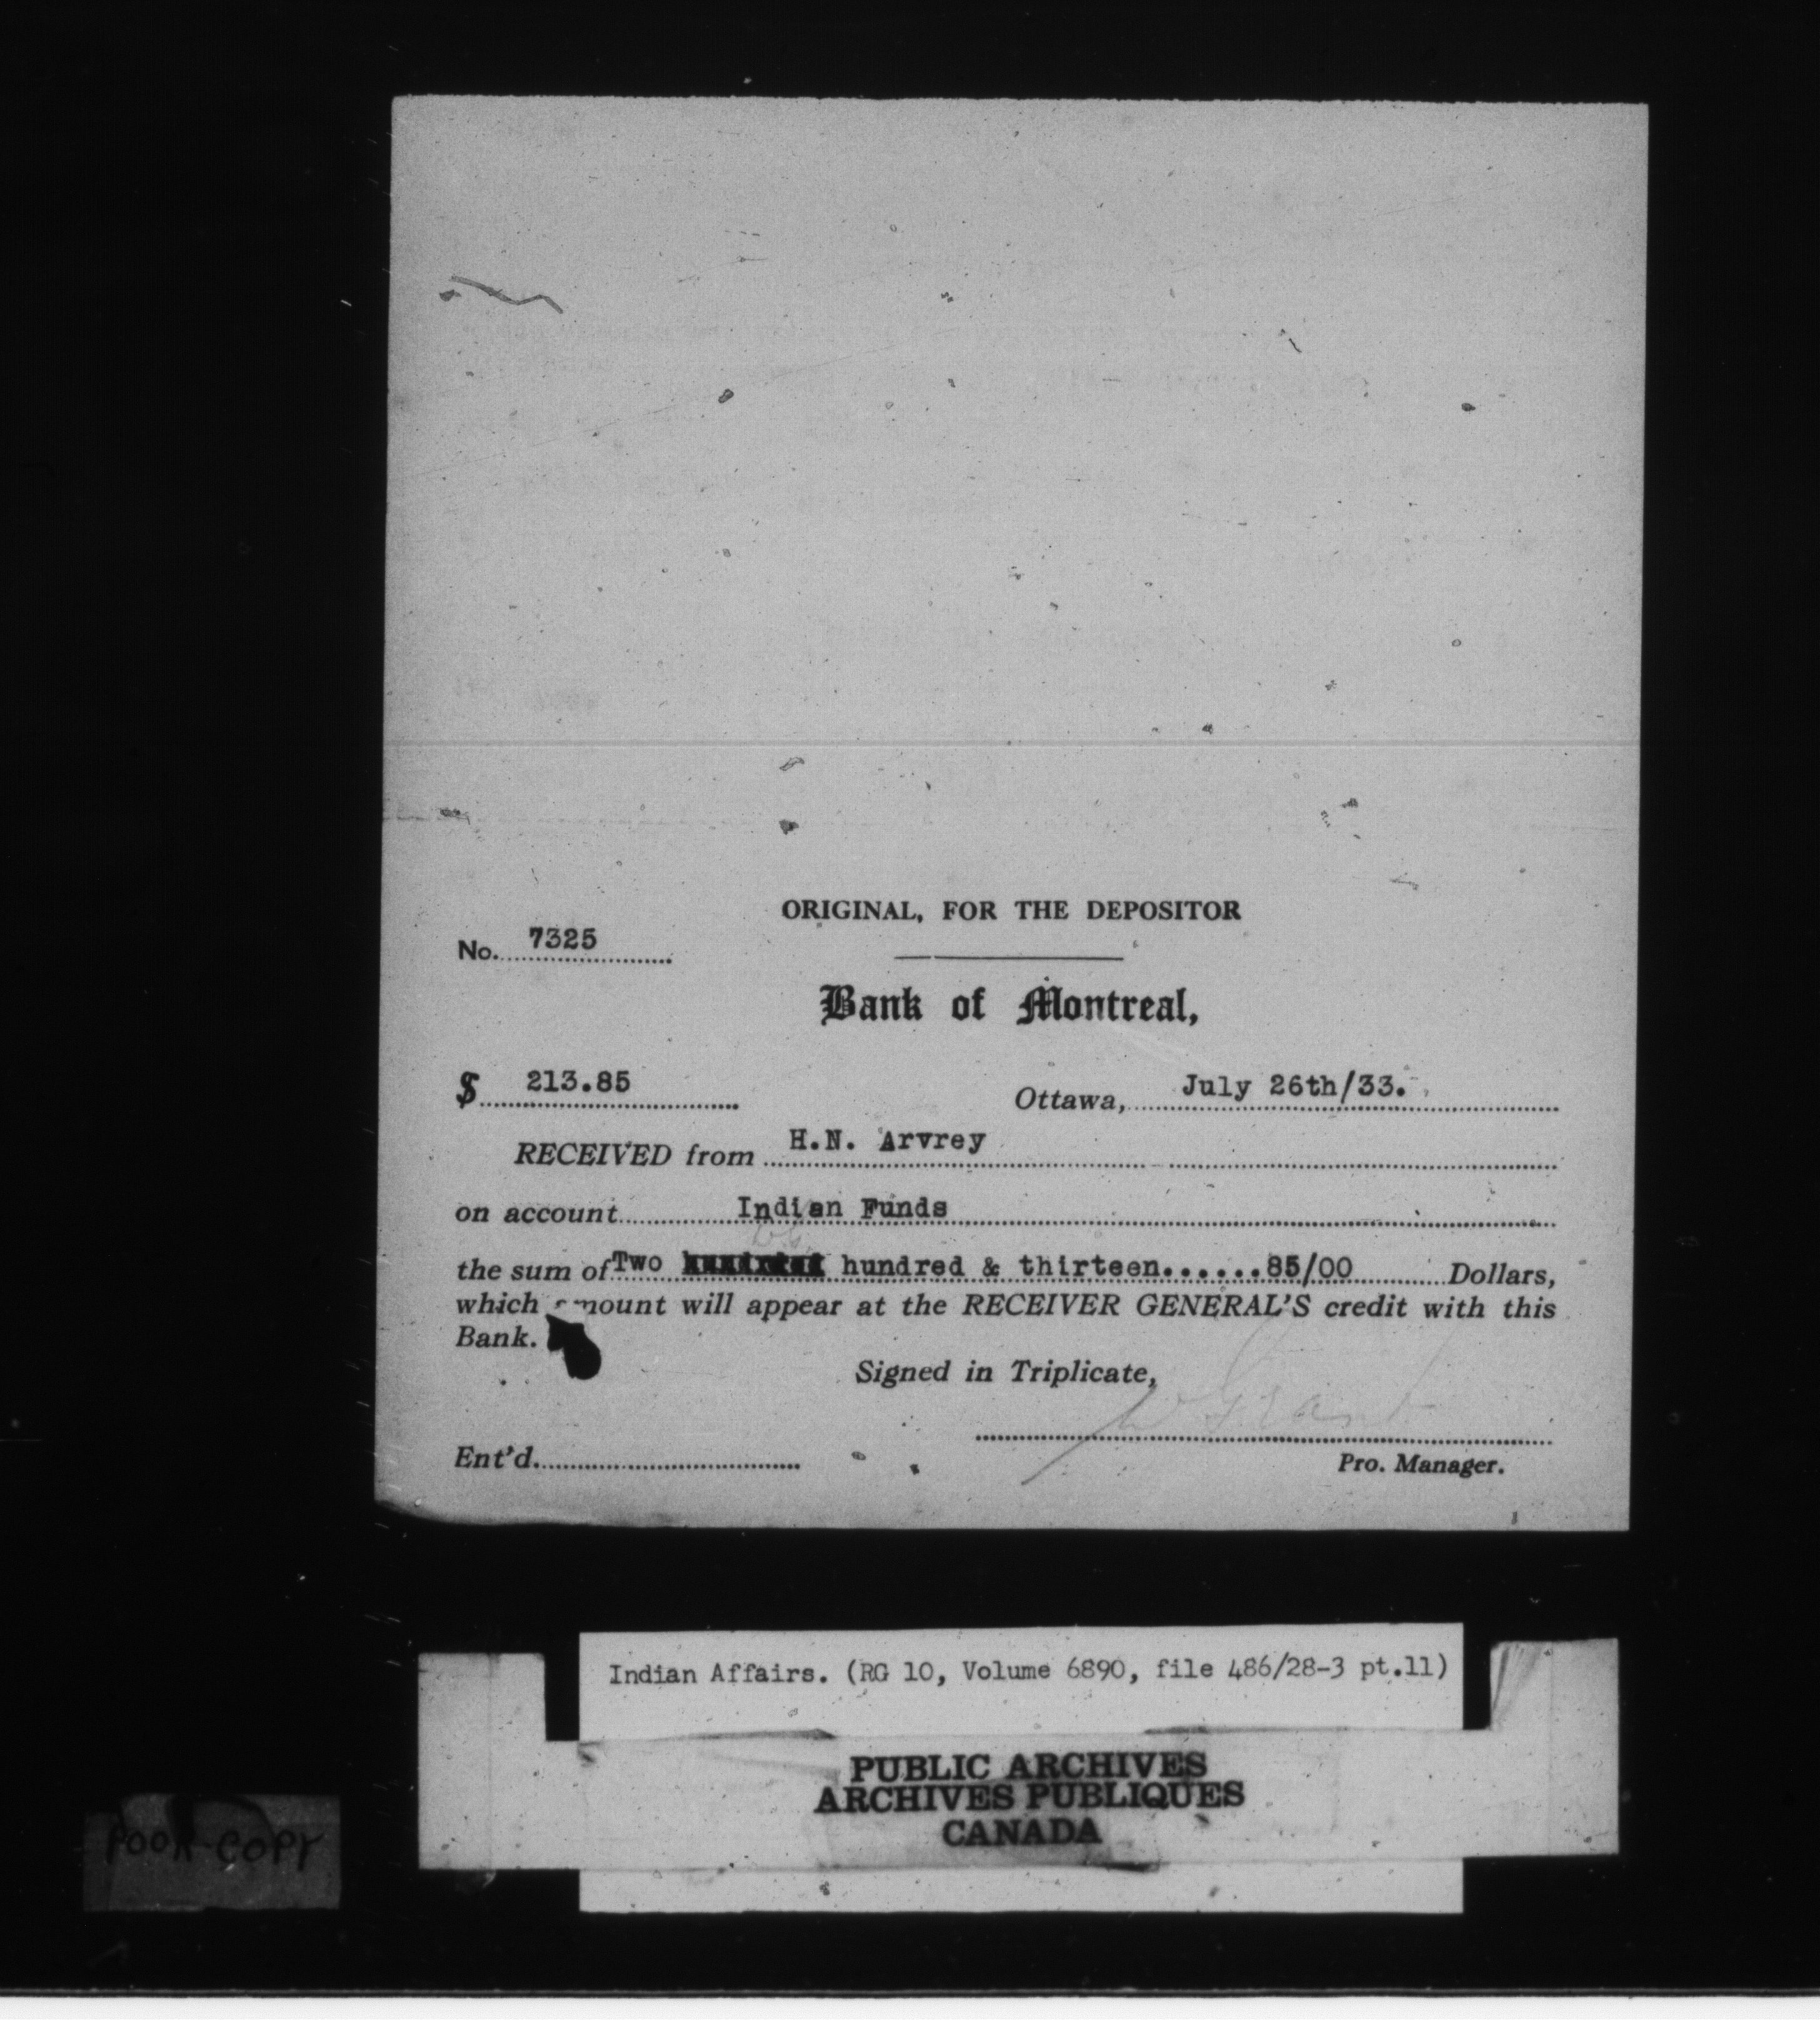 ORIGINAL, FOR THE DEPOSITOR
No. 7325
Bank of Montreal,
$ 213.85 Ottawa, July 26th/33.
RECEIVED from H.N. Arvrey
on account Indian Funds
the sum of Two hundred & thirteen......85/00 Dollars,
which amount will appear at the RECEIVER GENERAL'S credit with this
Bank.
Signed in Triplicate,
Ent'd.
Pro. Manager.
Indian Affairs. (RG 10, Volume 6890, file 486/28-3 pt.11)
PUBLIC ARCHIVES
ARCHIVES PUBLIQUES
CANADA
POOR COPY